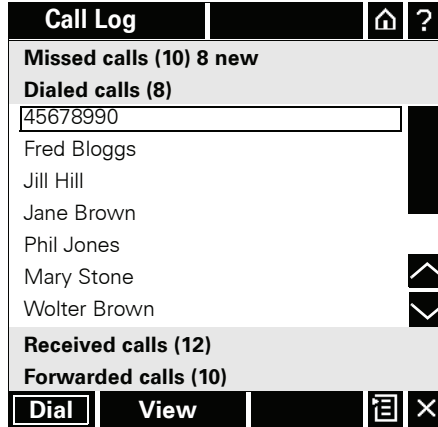 Call Log ?
Missed calls (10) 8 new
Dialed calls (8)
45678990
Fred Bloggs
Jill Hill
Jane Brown
Phil Jones
Mary Stone
Wolter Brown
Received calls (12)
Forwarded calls (10)
Dial View